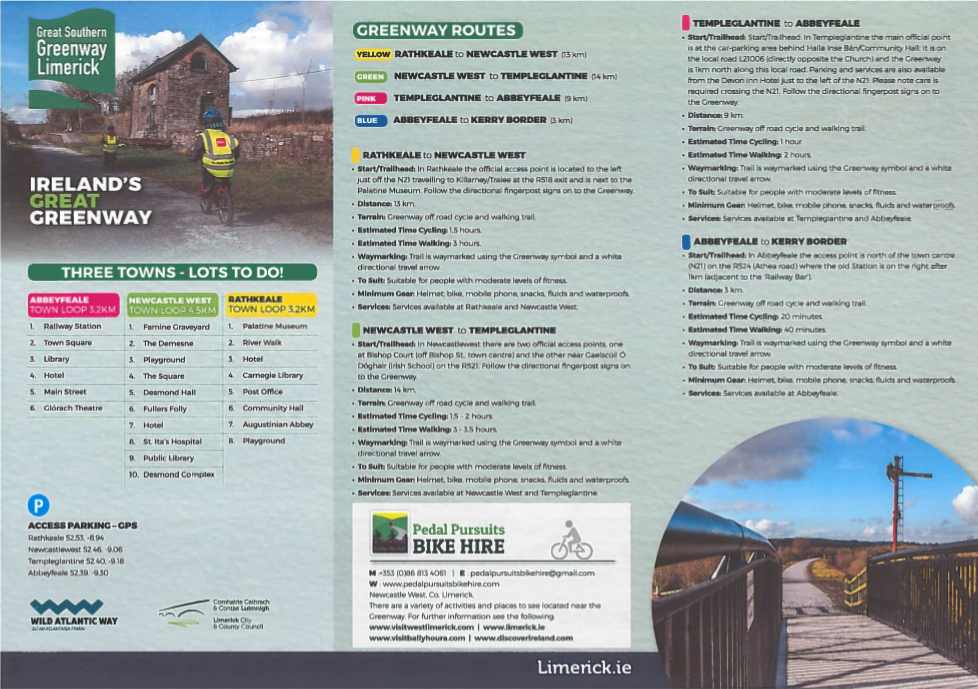 Great Southern
Greenway
Limerick
IRELAND'S
GREAT
GREENWAY
THREE TOWNS - LOTS TO DO!
ABBEYFEALE
TOWN LOOP 3.2KM
1. Railway Station
2. Town Square
3. Library
4. Hotel
5. Main Street
6. Glórach Theatre
NEWCASTLE WEST
TOWN LOOP 4.5KM
1. Famine Graveyard
2. The Demesne
3. Playground
4. The Square
5. Desmond Hall
6. Fullers Folly
7. Hotel
8. St. Ita's Hospital
9. Public Library
10. Desmond Complex
RATHKEALE
TOWN LOOP 3.2KM
1. Palatine Museum
2. River Walk
3. Hotel
4. Carnegie Library
5. Post Office
6. Community Hall
7. Augustinian Abbey
8. Playground
P
ACCESS PARKING - GPS
Rathkeale 52.53, -8.94
Newcastlewest 52.46, -9.06
Templeglantine 52.40, -9.18
Abbeyfeale 52.39, -9.30
WILD ATLANTIC WAY
SLÍ AN ATLANTAIGH FHIÁIN
Comhairle Cathrach
& Contae Luimnigh
Limerick City
& County Council
GREENWAY ROUTES
YELLOW RATHKEALE to NEWCASTLE WEST (13 km)
GREEN NEWCASTLE WEST to TEMPLEGLANTINE (14 km)
PINK TEMPLEGLANTINE to ABBEYFEALE (9 km)
BLUE ABBEYFEALE to KERRY BORDER (3 km)
RATHKEALE to NEWCASTLE WEST
• Start/Trailhead: In Rathkeale the official access point is located to the left
just off the N21 travelling to Killarney/Tralee at the R518 exit and is next to the
Palatine Museum. Follow the directional fingerpost signs on to the Greenway.
• Distance: 13 km.
• Terrain: Greenway off road cycle and walking trail.
• Estimated Time Cycling: 1.5 hours.
• Estimated Time Walking: 3 hours.
• Waymarking: Trail is waymarked using the Greenway symbol and a white
directional travel arrow.
• To Suit: Suitable for people with moderate levels of fitness.
• Minimum Gear: Helmet, bike, mobile phone, snacks, fluids and waterproofs.
• Services: Services available at Rathkeale and Newcastle West.
NEWCASTLE WEST to TEMPLEGLANTINE
• Start/Trailhead: In Newcastlewest there are two official access points, one
at Bishop Court (off Bishop St., town centre) and the other near Gaelscoil Ó
Dóghair (Irish School) on the R521. Follow the directional fingerpost signs on
to the Greenway.
• Distance: 14 km.
• Terrain: Greenway off road cycle and walking trail.
• Estimated Time Cycling: 1.5 - 2 hours.
• Estimated Time Walking: 3 - 3.5 hours.
• Waymarking: Trail is waymarked using the Greenway symbol and a white
directional travel arrow.
• To Suit: Suitable for people with moderate levels of fitness.
• Minimum Gear: Helmet, bike, mobile phone, snacks, fluids and waterproofs.
• Services: Services available at Newcastle West and Templeglantine
Pedal Pursuits
BIKE HIRE
M :+353 (0)86 813 4061 | E : pedalpursuitsbikehire@gmail.com
W : www.pedalpursuitsbikehire.com
Newcastle West, Co. Limerick.
There are a variety of activities and places to see located near the
Greenway. For further information see the following:
www.visitwestlimerick.com | www.limerick.ie
www.visitballyhoura.com | www.discoverireland.com
TEMPLEGLANTINE to ABBEYFEALE
• Start/Trailhead: Start/Trailhead: In Templeglantine the main official point
is at the car-parking area behind Halla Inse Bán/Community Hall. It is on
the local road L21006 (directly opposite the Church) and the Greenway
is 1km north along this local road. Parking and services are also available
from the Devon Inn Hotel just to the left of the N21. Please note care is
required crossing the N21. Follow the directional fingerpost signs on to
the Greenway.
• Distance: 9 km.
• Terrain: Greenway off road cycle and walking trail.
• Estimated Time Cycling: 1 hour
• Estimated Time Walking: 2 hours.
• Waymarking: Trail is waymarked using the Greenway symbol and a white
directional travel arrow.
• To Suit: Suitable for people with moderate levels of fitness.
• Minimum Gear: Helmet, bike, mobile phone, snacks, fluids and waterproofs.
• Services: Services available at Templeglantine and Abbeyfeale.
ABBEYFEALE to KERRY BORDER
• Start/Trailhead: In Abbeyfeale the access point is north of the town centre
(N21) on the R524 (Athea road) where the old Station is on the right after
1km (adjacent to the 'Railway Bar').
• Distance: 3 km.
• Terrain: Greenway off road cycle and walking trail.
• Estimated Time Cycling: 20 minutes.
• Estimated Time Walking: 40 minutes.
• Waymarking: Trail is waymarked using the Greenway symbol and a white
directional travel arrow.
• To Suit: Suitable for people with moderate levels of fitness.
• Minimum Gear: Helmet, bike, mobile phone, snacks, fluids and waterproofs.
• Services: Services available at Abbeyfeale.
Limerick.ie